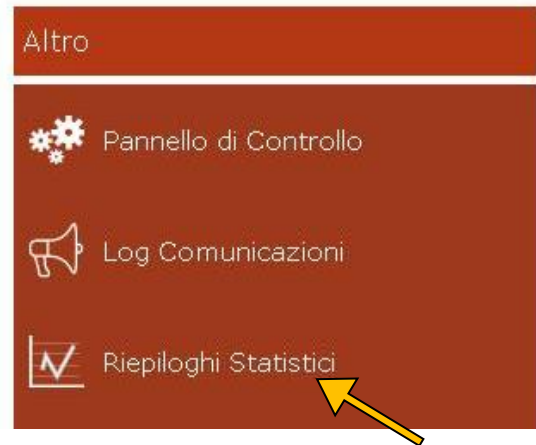 Altro
Pannello di Controllo
Log Comunicazioni
Riepiloghi Statistici